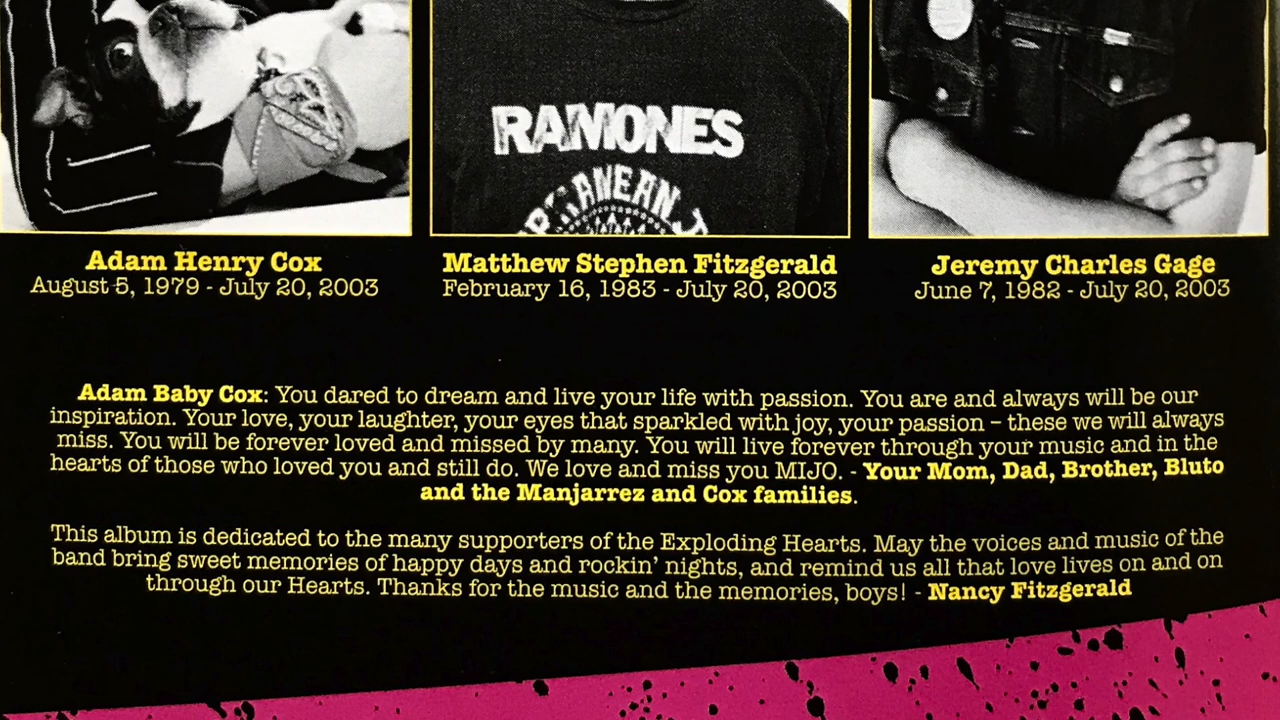 RAMONES
Adam Henry Cox
August 5, 1979 - July 20, 2003
Matthew Stephen Fitzgerald
February 16, 1983 - July 20, 2003
Jeremy Charles Gage
June 7, 1982 - July 20, 2003
Adam Baby Cox: You dared to dream and live your life with passion. You are and always will be our
inspiration. Your love, your laughter, your eyes that sparkled with joy, your passion – these we will always
miss. You will be forever loved and missed by many. You will live forever through your music and in the
hearts of those who loved you and still do. We love and miss you MIJO. - Your Mom, Dad, Brother, Bluto
and the Manjarrez and Cox families.
This album is dedicated to the many supporters of the Exploding Hearts. May the voices and music of the
band bring sweet memories of happy days and rockin' nights, and remind us all that love lives on and on
through our Hearts. Thanks for the music and the memories, boys! - Nancy Fitzgerald